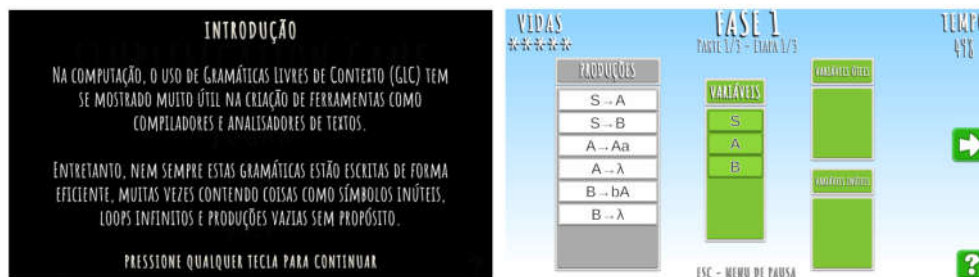 INTRODUÇÃO
NA COMPUTAÇÃO, O USO DE GRAMÁTICAS LIVRES DE CONTEXTO (GLC) TEM
SE MOSTRADO MUITO ÚTIL NA CRIAÇÃO DE FERRAMENTAS COMO
COMPILADORES E ANALISADORES DE TEXTOS.
ENTRETANTO, NEM SEMPRE ESTAS GRAMÁTICAS ESTÃO ESCRITAS DE FORMA
EFICIENTE, MUITAS VEZES CONTENDO COISAS COMO SÍMBOLOS INÚTEIS,
LOOPS INFINITOS E PRODUÇÕES VAZIAS SEM PROPÓSITO.
PRESSIONE QUALQUER TECLA PARA CONTINUAR
VIDAS
*****
FASE 1
PARTE 1/3 - ETAPA 1/3
TEMP
498
PRODUÇÕES
S→A
S→B
A→Aa
A→λ
B→bA
B→λ
VARIÁVEIS
S
A
B
VARIÁVEIS ÚTEIS
VARIÁVEIS INÚTEIS
ESC - MENU DE PAUSA
?